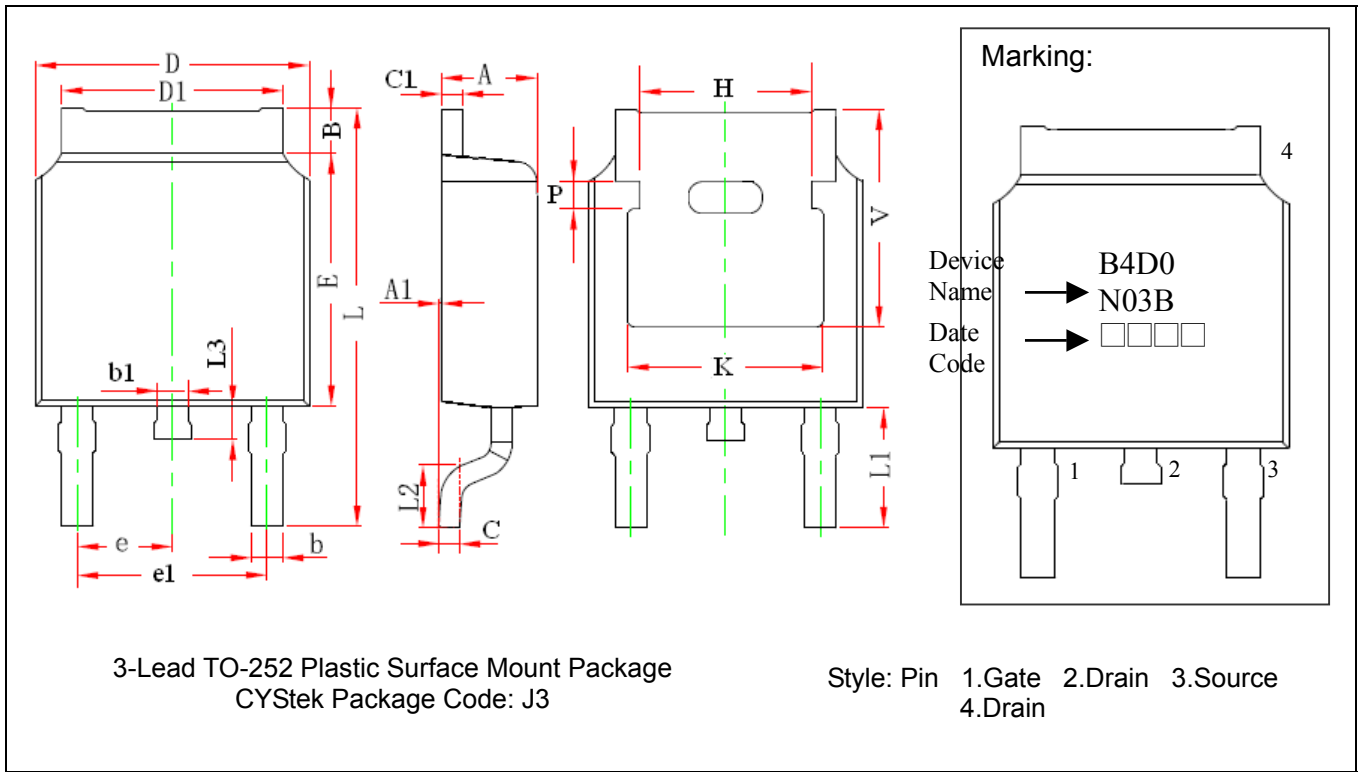 D
D1
B
E
L
L3
b1
e
e1
b
C1
A
A1
L2
C
H
P
V
K
L1
Marking:
4
Device
Name
B4D0
N03B
Date
Code
□□□□
1
2
3
3-Lead TO-252 Plastic Surface Mount Package
CYStek Package Code: J3
Style: Pin 1.Gate 2.Drain 3.Source
4.Drain